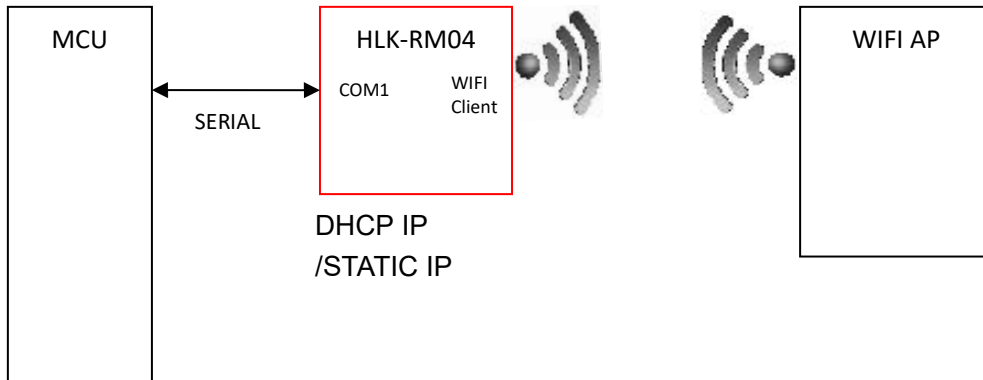 MCU
HLK-RM04
WIFI AP
COM1
WIFI
Client
SERIAL
DHCP IP
/STATIC IP